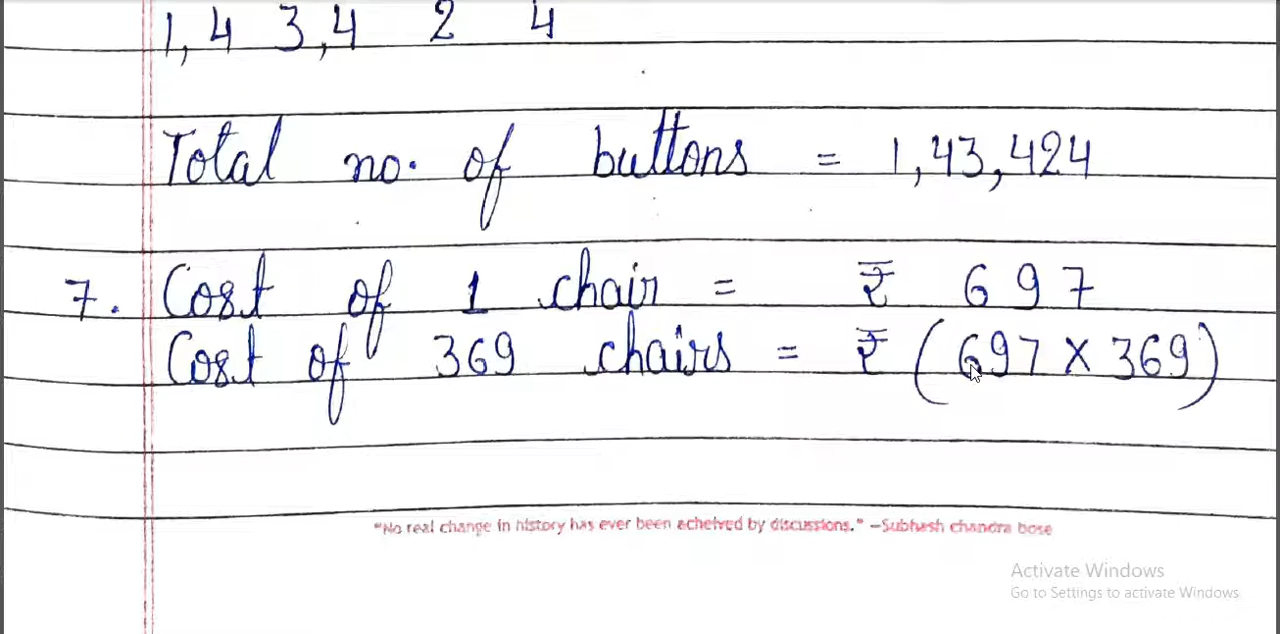 1, 4 3, 4 2 4
Total no. of buttons = 1,43,424
7. Cost of 1 chair = ₹ 697
Cost of 369 chairs = ₹ (697 × 369)
"No real change in history has ever been acheived by discussions." –Subhash chandra bose
Activate Windows
Go to Settings to activate Windows